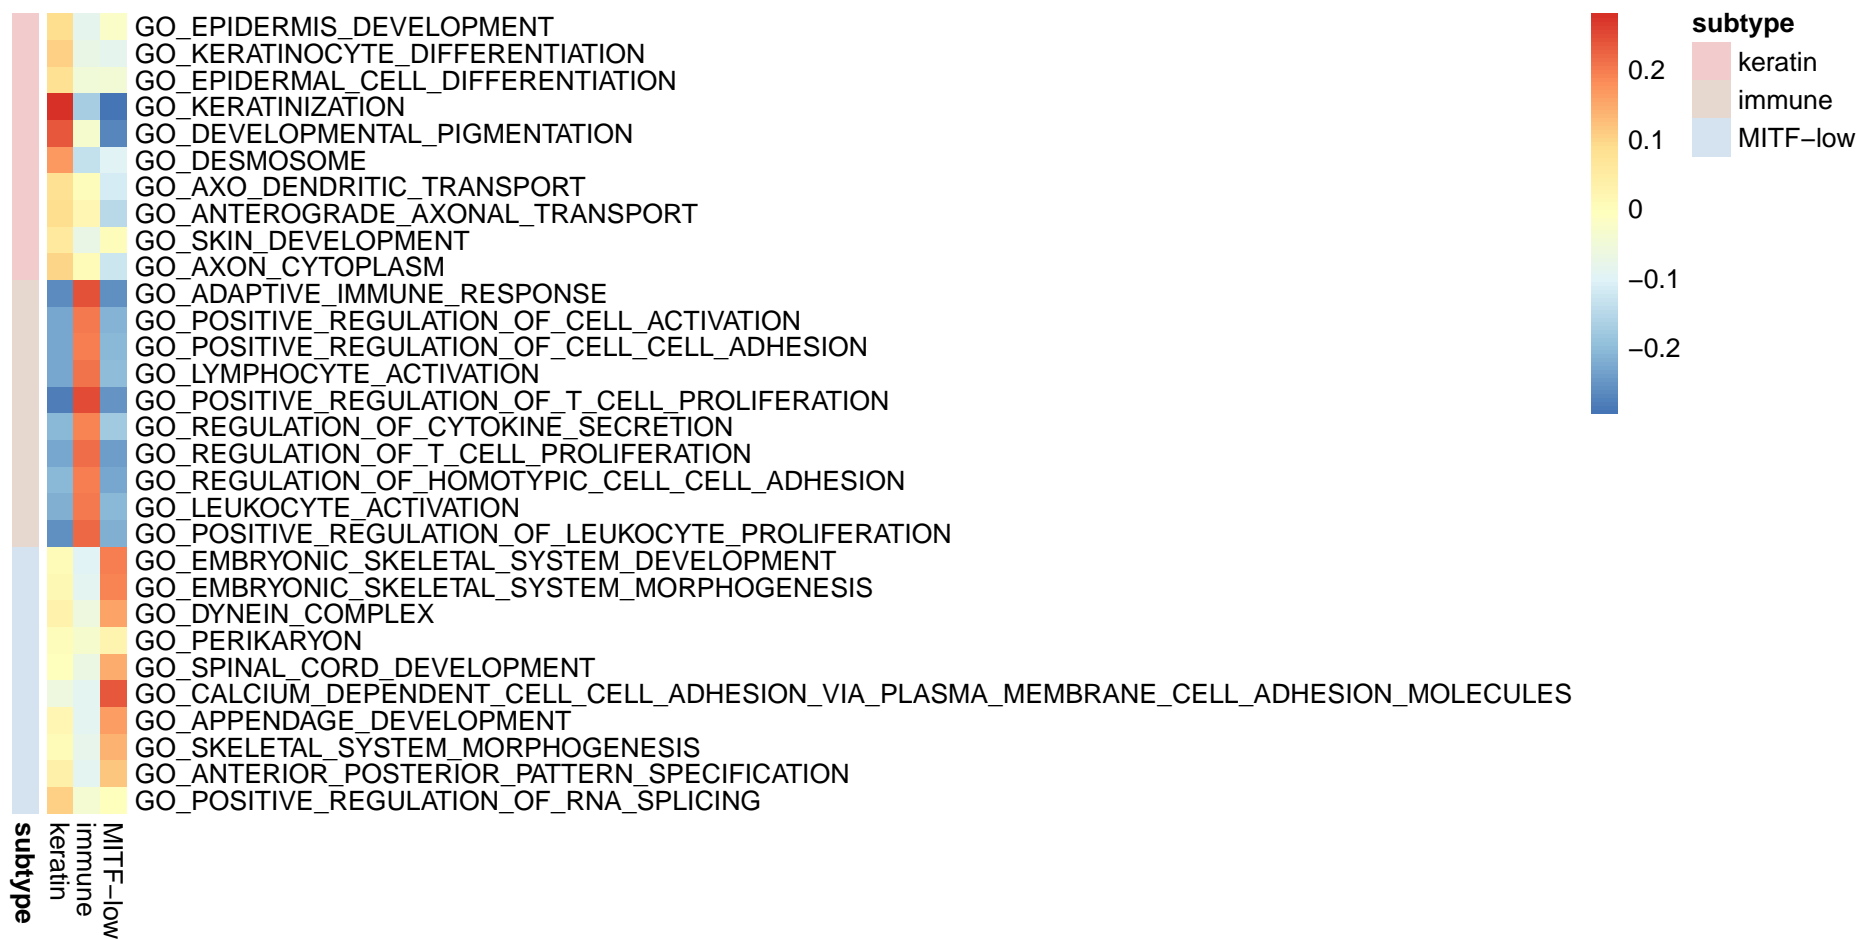 GO_EPIDERMIS_DEVELOPMENT
GO_KERATINOCYTE_DIFFERENTIATION
GO_EPIDERMAL_CELL_DIFFERENTIATION
GO_KERATINIZATION
GO_DEVELOPMENTAL_PIGMENTATION
GO_DESMOSOME
GO_AXO_DENDRITIC_TRANSPORT
GO_ANTEROGRADE_AXONAL_TRANSPORT
GO_SKIN_DEVELOPMENT
GO_AXON_CYTOPLASM
GO_ADAPTIVE_IMMUNE_RESPONSE
GO_POSITIVE_REGULATION_OF_CELL_ACTIVATION
GO_POSITIVE_REGULATION_OF_CELL_CELL_ADHESION
GO_LYMPHOCYTE_ACTIVATION
GO_POSITIVE_REGULATION_OF_T_CELL_PROLIFERATION
GO_REGULATION_OF_CYTOKINE_SECRETION
GO_REGULATION_OF_T_CELL_PROLIFERATION
GO_REGULATION_OF_HOMOTYPIC_CELL_CELL_ADHESION
GO_LEUKOCYTE_ACTIVATION
GO_POSITIVE_REGULATION_OF_LEUKOCYTE_PROLIFERATION
GO_EMBRYONIC_SKELETAL_SYSTEM_DEVELOPMENT
GO_EMBRYONIC_SKELETAL_SYSTEM_MORPHOGENESIS
GO_DYNEIN_COMPLEX
GO_PERIKARYON
GO_SPINAL_CORD_DEVELOPMENT
GO_CALCIUM_DEPENDENT_CELL_CELL_ADHESION_VIA_PLASMA_MEMBRANE_CELL_ADHESION_MOLECULES
GO_APPENDAGE_DEVELOPMENT
GO_SKELETAL_SYSTEM_MORPHOGENESIS
GO_ANTERIOR_POSTERIOR_PATTERN_SPECIFICATION
GO_POSITIVE_REGULATION_OF_RNA_SPLICING
subtype
keratin
immune
MITF−low
0.2
0.1
0
−0.1
−0.2
subtype
keratin
immune
MITF−low